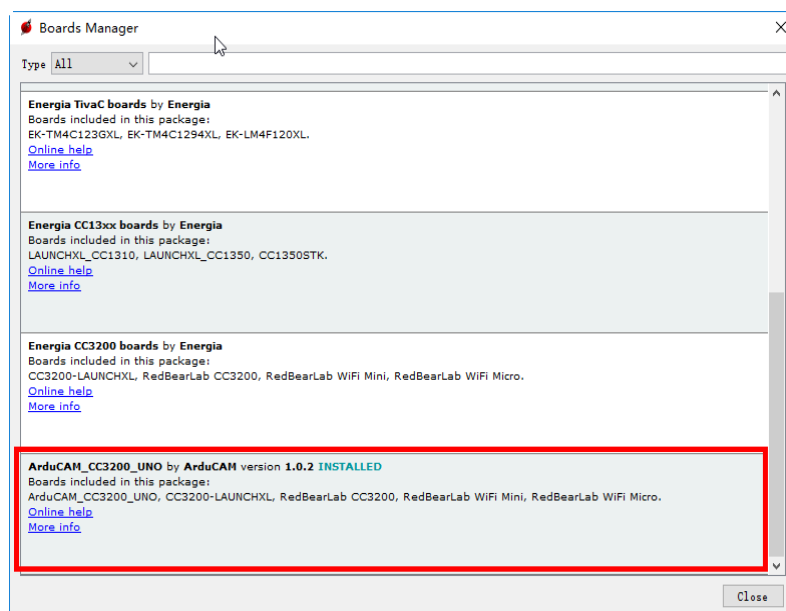 Boards Manager
Type All
Energia TivaC boards by Energia
Boards included in this package:
EK-TM4C123GXL, EK-TM4C1294XL, EK-LM4F120XL.
Online help
More info
Energia CC13xx boards by Energia
Boards included in this package:
LAUNCHXL_CC1310, LAUNCHXL_CC1350, CC1350STK.
Online help
More info
Energia CC3200 boards by Energia
Boards included in this package:
CC3200-LAUNCHXL, RedBearLab CC3200, RedBearLab WiFi Mini, RedBearLab WiFi Micro.
Online help
More info
ArduCAM_CC3200_UNO by ArduCAM version 1.0.2 INSTALLED
Boards included in this package:
ArduCAM_CC3200_UNO, CC3200-LAUNCHXL, RedBearLab CC3200, RedBearLab WiFi Mini, RedBearLab WiFi Micro.
Online help
More info
Close